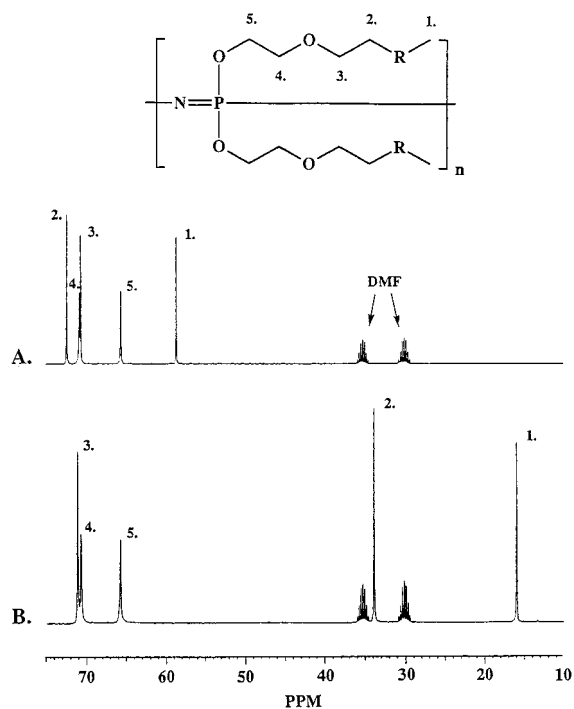 5. 2. 1.
O O R
4. 3.
N=P
O O R
n
2. 3. 1.
4. 5. DMF
A.
2.
3. 1.
4. 5.
B.
70 60 50 40 30 20 10
PPM